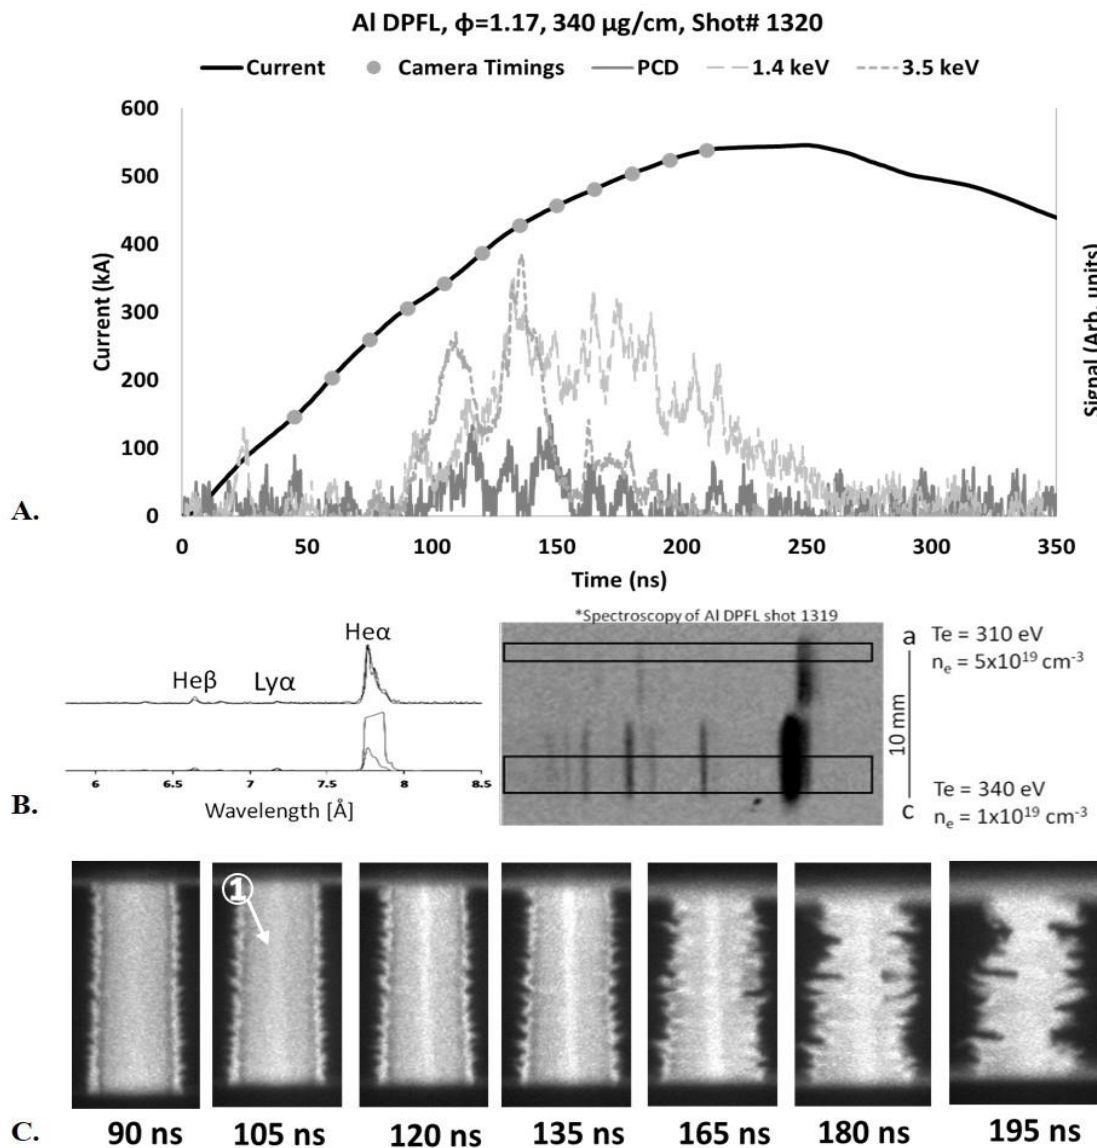 Al DPFL, ϕ=1.17, 340 µg/cm, Shot# 1320
Current Camera Timings PCD 1.4 keV 3.5 keV
600
500
400
300
200
100
0
Current (kA)
Signal (Arb. units)
0 50 100 150 200 250 300 350
Time (ns)
A.
*Spectroscopy of Al DPFL shot 1319
Heα
Heβ
Lyα
6 6.5 7 7.5 8 8.5
Wavelength [Å]
a
Te = 310 eV
nₑ = 5x10¹⁹ cm⁻³
10 mm
Te = 340 eV
c
nₑ = 1x10¹⁹ cm⁻³
B.
1
90 ns 105 ns 120 ns 135 ns 165 ns 180 ns 195 ns
C.